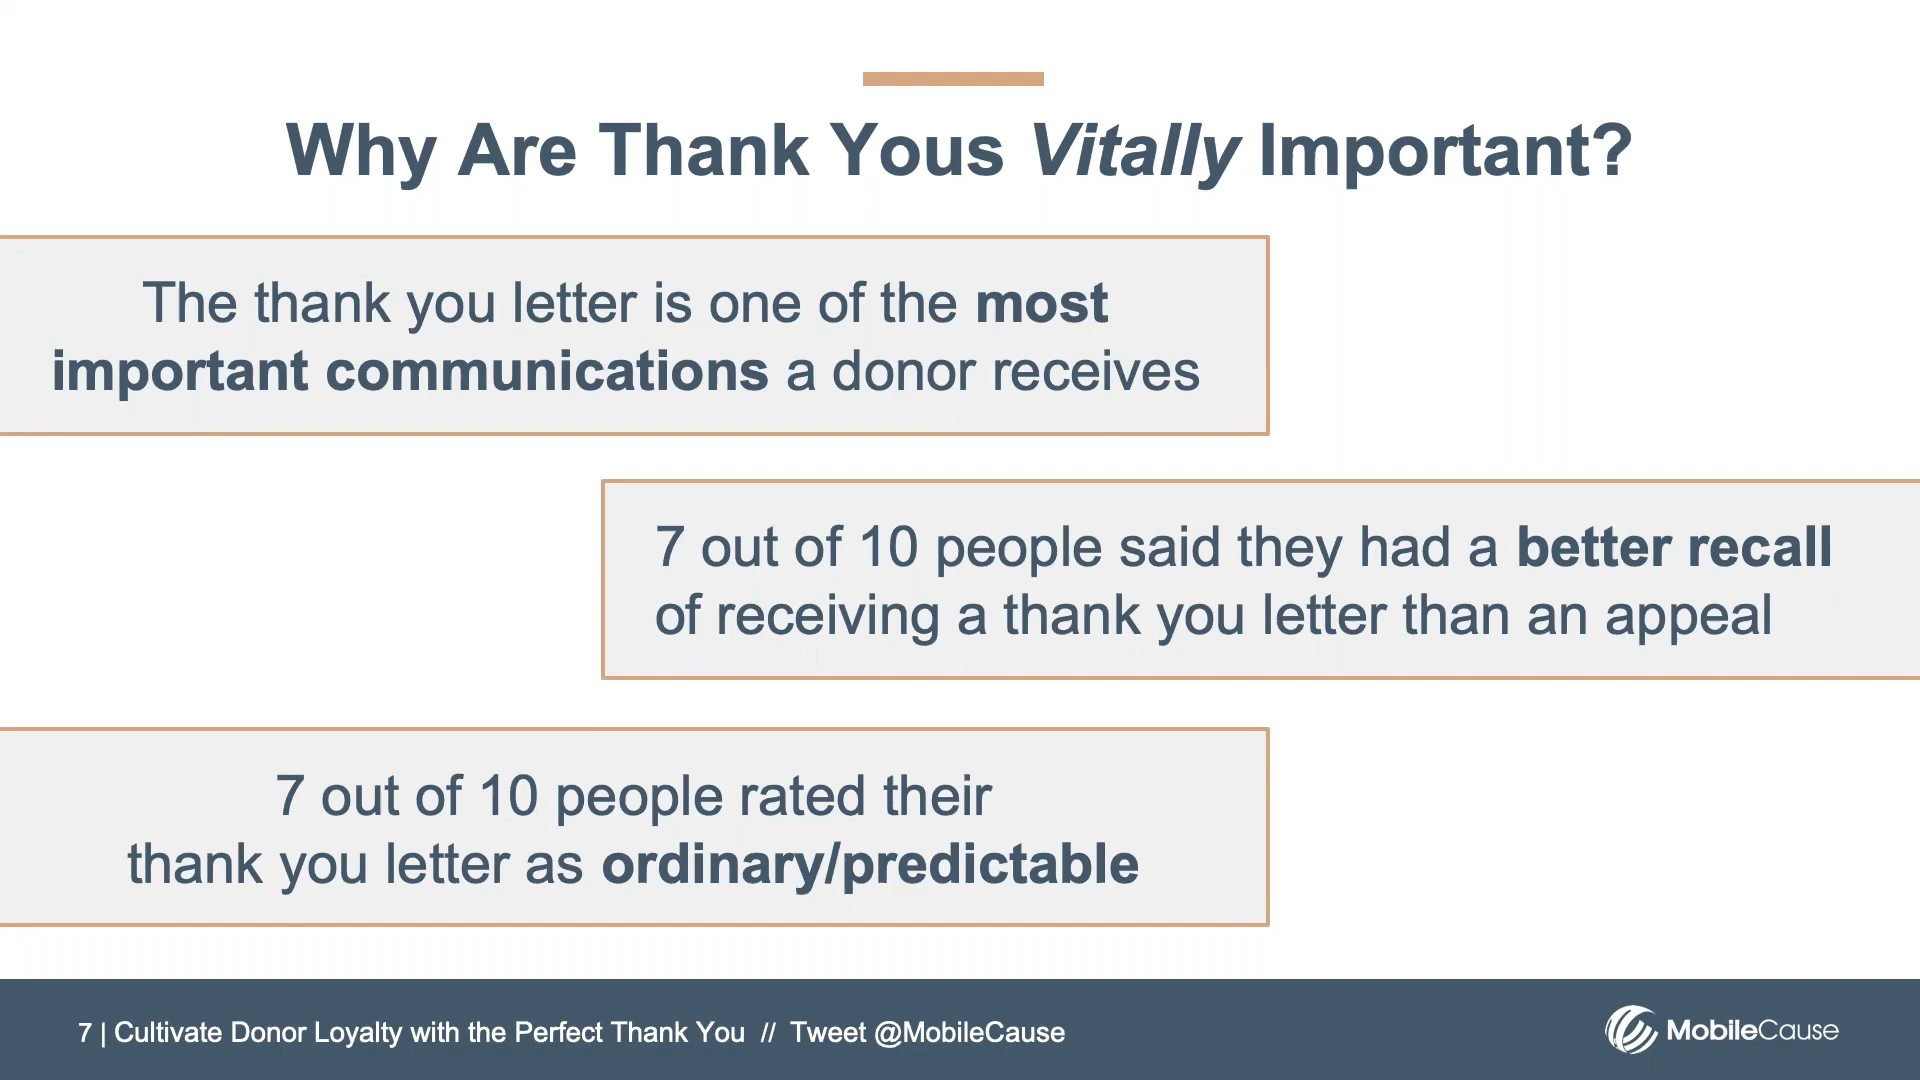 Why Are Thank Yous Vitally Important?
The thank you letter is one of the most
important communications a donor receives
7 out of 10 people said they had a better recall
of receiving a thank you letter than an appeal
7 out of 10 people rated their
thank you letter as ordinary/predictable
7 | Cultivate Donor Loyalty with the Perfect Thank You // Tweet @MobileCause
MobileCause